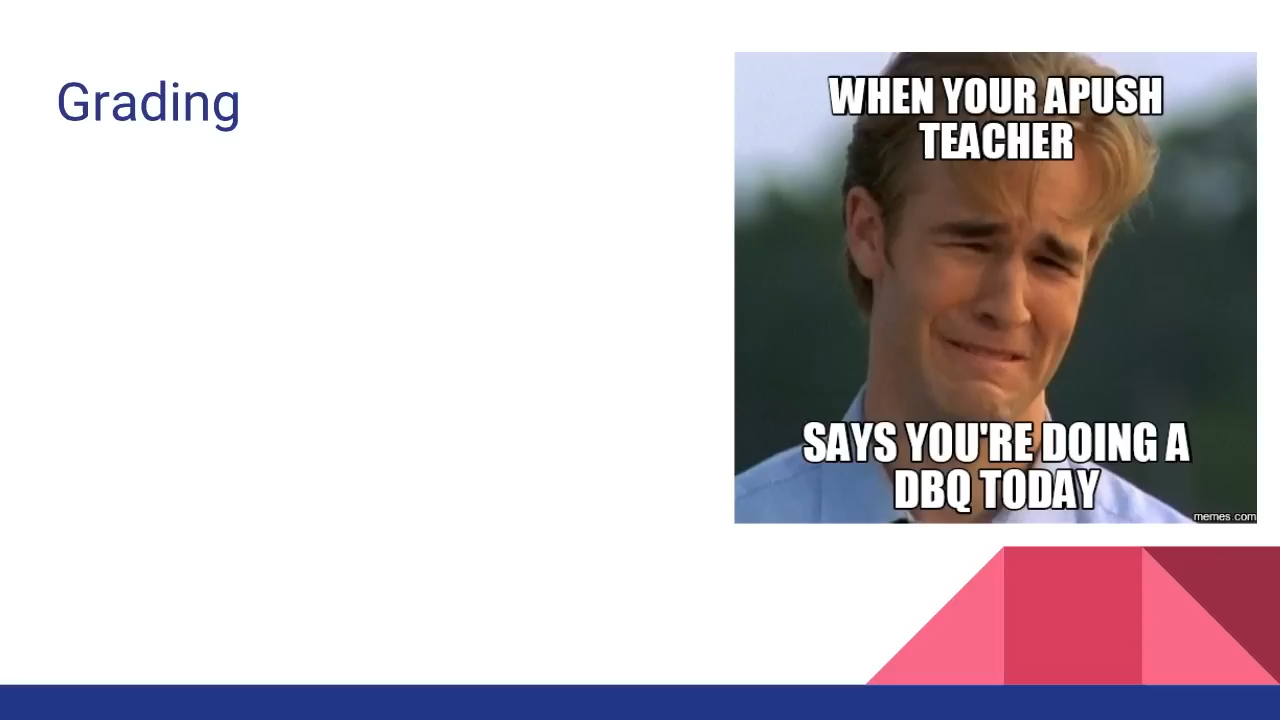 Grading
WHEN YOUR APUSH
TEACHER
SAYS YOU'RE DOING A
DBQ TODAY
memes.com